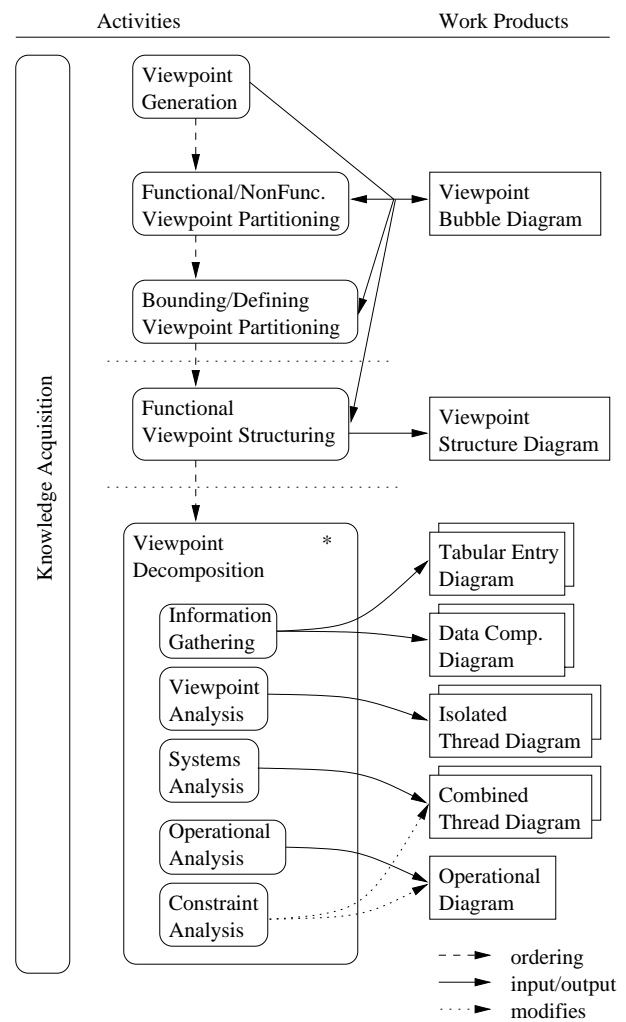 Activities
Work Products
Knowledge Acquisition
Viewpoint
Generation
Functional/NonFunc.
Viewpoint Partitioning
Viewpoint
Bubble Diagram
Bounding/Defining
Viewpoint Partitioning
Functional
Viewpoint Structuring
Viewpoint
Structure Diagram
Viewpoint *
Decomposition
Tabular Entry
Diagram
Information
Gathering
Data Comp.
Diagram
Viewpoint
Analysis
Isolated
Thread Diagram
Systems
Analysis
Combined
Thread Diagram
Operational
Analysis
Operational
Diagram
Constraint
Analysis
ordering
input/output
modifies